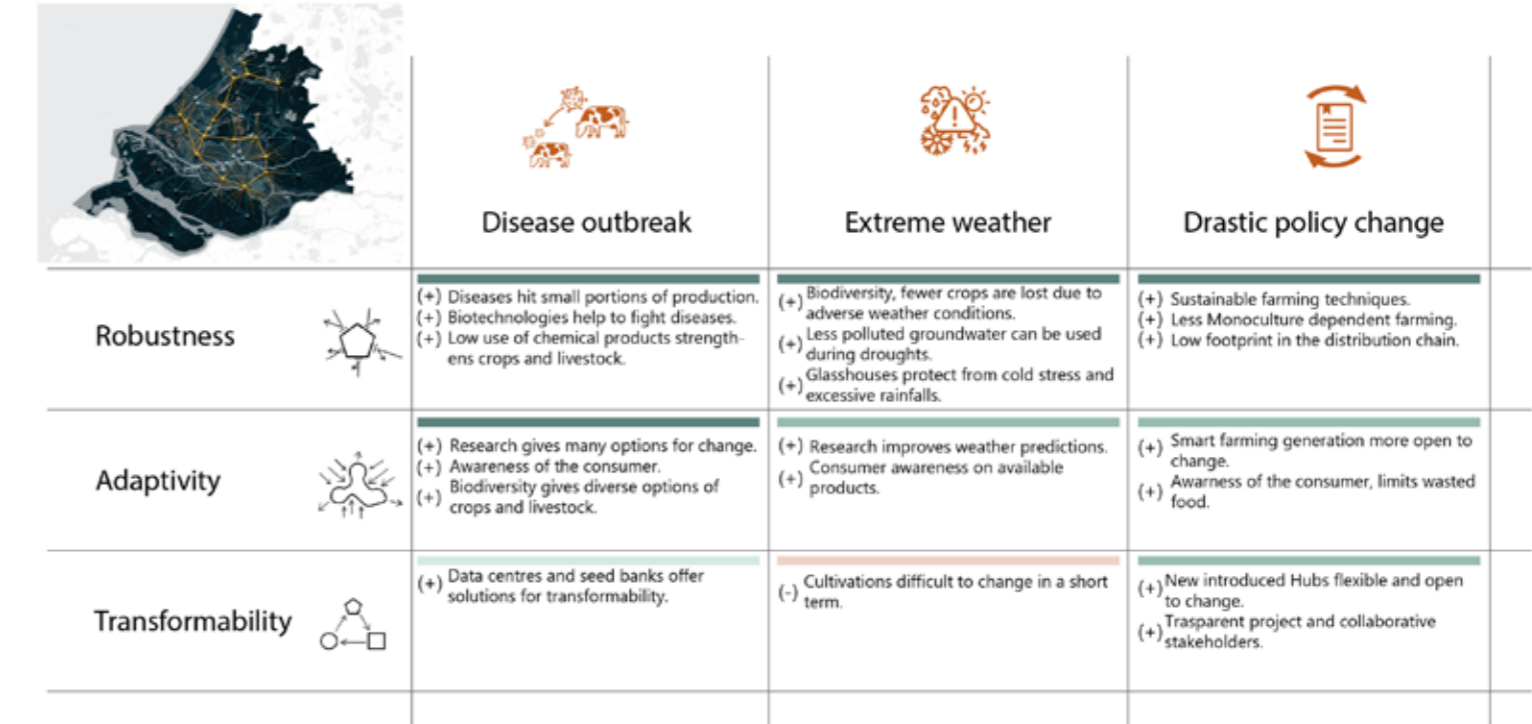 Disease outbreak
Extreme weather
Drastic policy change
Robustness
(+) Diseases hit small portions of production.
(+) Biotechnologies help to fight diseases.
(+) Low use of chemical products strength-
ens crops and livestock.
(+) Biodiversity, fewer crops are lost due to
adverse weather conditions.
(+) Less polluted groundwater can be used
during droughts.
(+) Glasshouses protect from cold stress and
excessive rainfalls.
(+) Sustainable farming techniques.
(+) Less Monoculture dependent farming.
(+) Low footprint in the distribution chain.
Adaptivity
(+) Research gives many options for change.
(+) Awareness of the consumer.
(+) Biodiversity gives diverse options of
crops and livestock.
(+) Research improves weather predictions.
(+) Consumer awareness on available
products.
(+) Smart farming generation more open to
change.
(+) Awarness of the consumer, limits wasted
food.
Transformability
(+) Data centres and seed banks offer
solutions for transformability.
(-) Cultivations difficult to change in a short
term.
(+) New introduced Hubs flexible and open
to change.
(+) Trasparent project and collaborative
stakeholders.